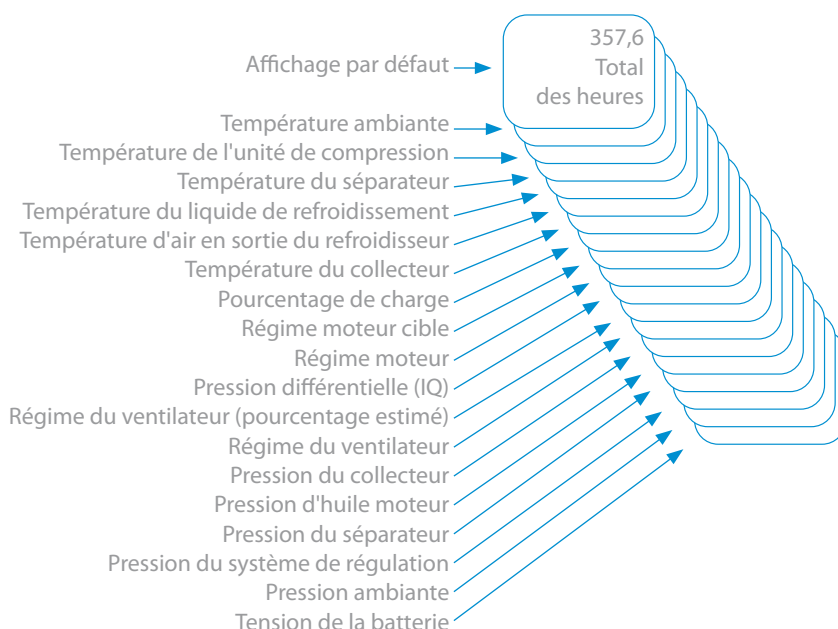 357,6
Total
des heures
Affichage par défaut
Température ambiante
Température de l'unité de compression
Température du séparateur
Température du liquide de refroidissement
Température d'air en sortie du refroidisseur
Température du collecteur
Pourcentage de charge
Régime moteur cible
Régime moteur
Pression différentielle (IQ)
Régime du ventilateur (pourcentage estimé)
Régime du ventilateur
Pression du collecteur
Pression d'huile moteur
Pression du séparateur
Pression du système de régulation
Pression ambiante
Tension de la batterie